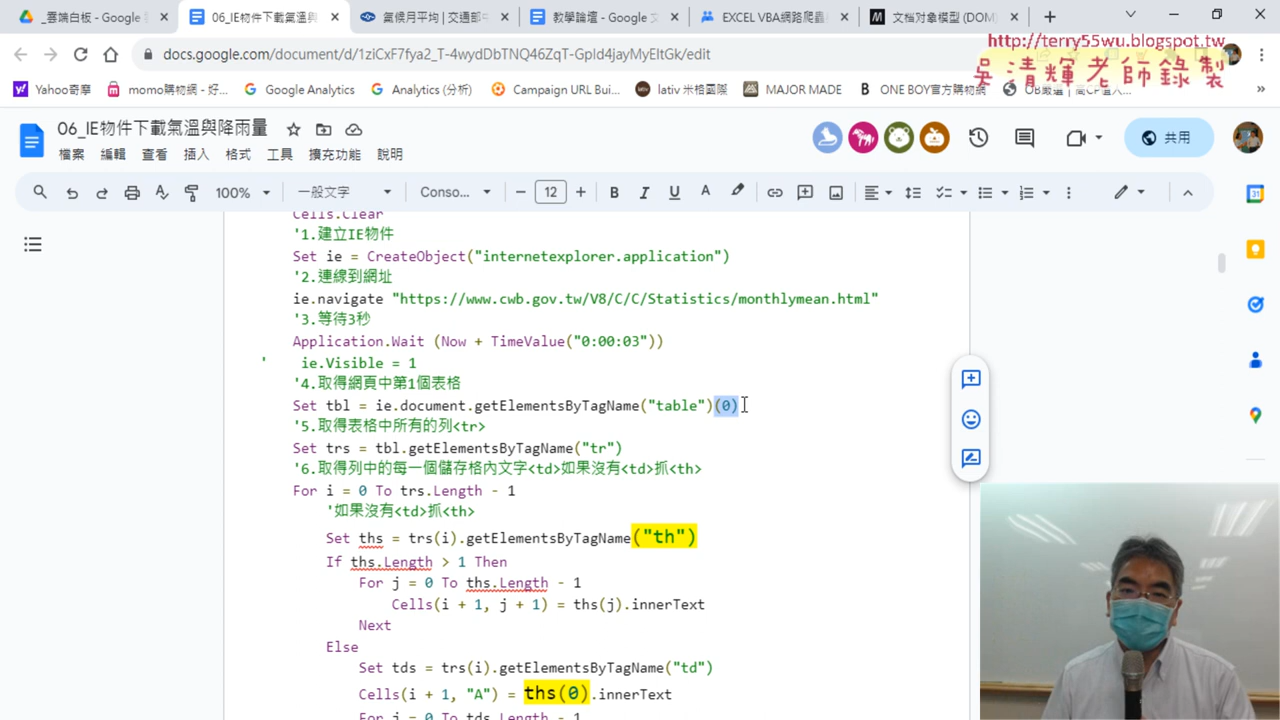 _雲端白板 - Google 雲
06_IE物件下載氣溫與
氣候月平均 | 交通部中
教學論壇 - Google 文
EXCEL VBA網路爬蟲
文档对象模型 (DOM)
docs.google.com/document/d/1ziCxF7fya2_T-4wydDbTNQ46ZqT-Gpld4jayMyEltGk/edit
http://terry55wu.blogspot.tw
吳清輝老師錄製
Yahoo奇摩
momo購物網 - 好...
Google Analytics
Analytics (分析)
Campaign URL Bui...
lativ 米格國際
MAJOR MADE
ONE BOY官方購物網
OB嚴選
06_IE物件下載氣溫與降雨量
共用
檔案 編輯 查看 插入 格式 工具 擴充功能 說明
100% 一般文字 Conso... 12 B I U A
Cells.Clear
'1.建立IE物件
Set ie = CreateObject("internetexplorer.application")
'2.連線到網址
ie.navigate "https://www.cwb.gov.tw/V8/C/C/Statistics/monthlymean.html"
'3.等待3秒
Application.Wait (Now + TimeValue("0:00:03"))
' ie.Visible = 1
'4.取得網頁中第1個表格
Set tbl = ie.document.getElementsByTagName("table")(0)
'5.取得表格中所有的列<tr>
Set trs = tbl.getElementsByTagName("tr")
'6.取得列中的每一個儲存格內文字<td>如果沒有<td>抓<th>
For i = 0 To trs.Length - 1
'如果沒有<td>抓<th>
Set ths = trs(i).getElementsByTagName("th")
If ths.Length > 1 Then
For j = 0 To ths.Length - 1
Cells(i + 1, j + 1) = ths(j).innerText
Next
Else
Set tds = trs(i).getElementsByTagName("td")
Cells(i + 1, "A") = ths(0).innerText
For j = 0 To tds.Length - 1